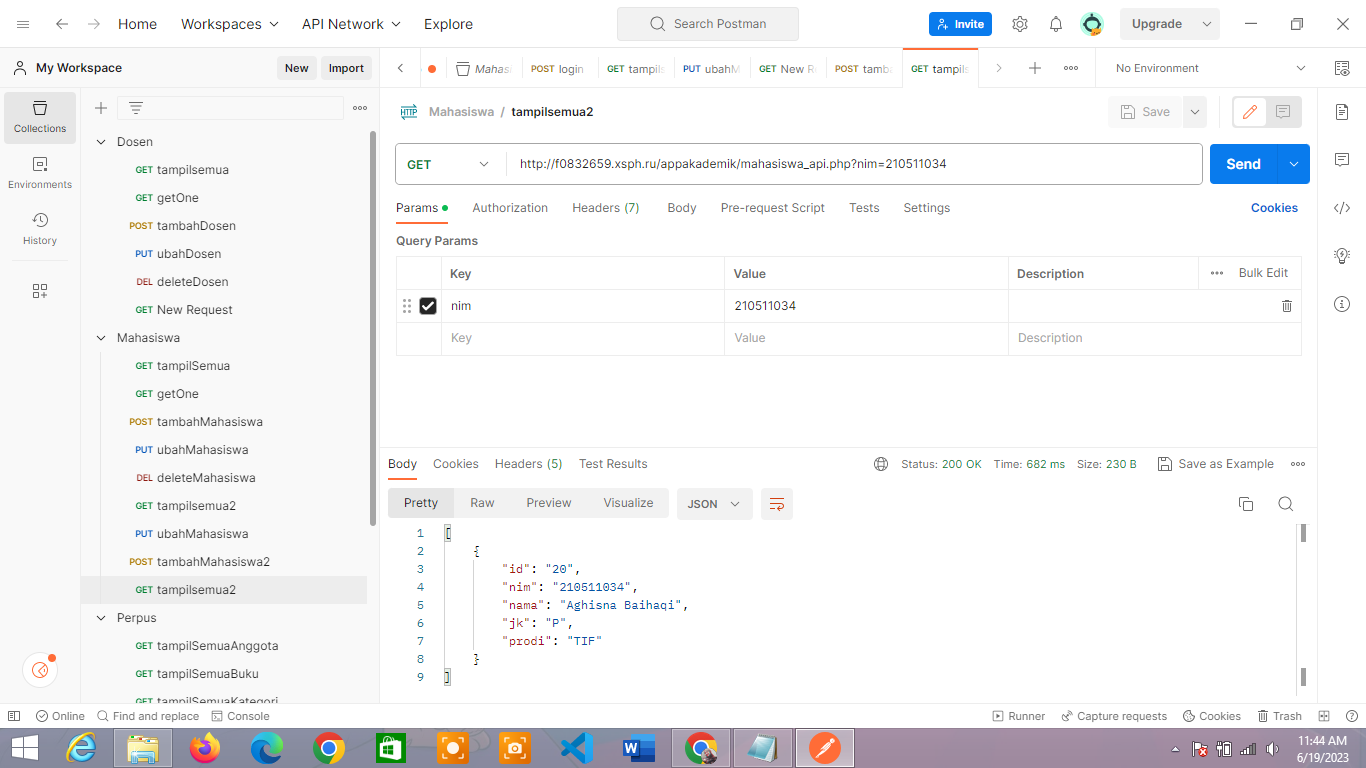 Home Workspaces API Network Explore Search Postman Invite Upgrade
My Workspace New Import Mahas POST login GET tampils PUT ubahM GET New R POST tamb GET tampils No Environment
Collections
Environments
History
Dosen
GET tampilsemua
GET getOne
POST tambahDosen
PUT ubahDosen
DEL deleteDosen
GET New Request
Mahasiswa
GET tampilSemua
GET getOne
POST tambahMahasiswa
PUT ubahMahasiswa
DEL deleteMahasiswa
GET tampilsemua2
PUT ubahMahasiswa
POST tambahMahasiswa2
GET tampilsemua2
Perpus
GET tampilSemuaAnggota
GET tampilSemuaBuku
GET tampilSemuaKategori
HTTP Mahasiswa / tampilsemua2 Save
GET http://f0832659.xsph.ru/appakademik/mahasiswa_api.php?nim=210511034 Send
Params Authorization Headers (7) Body Pre-request Script Tests Settings Cookies
Query Params
Key Value Description Bulk Edit
nim 210511034
Key Value Description
Body Cookies Headers (5) Test Results Status: 200 OK Time: 682 ms Size: 230 B Save as Example
Pretty Raw Preview Visualize JSON
1 [
2 {
3 "id": "20",
4 "nim": "210511034",
5 "nama": "Aghisna Baihaqi",
6 "jk": "P",
7 "prodi": "TIF"
8 }
9 ]
Online Find and replace Console Runner Capture requests Cookies Trash
11:44 AM
6/19/2023